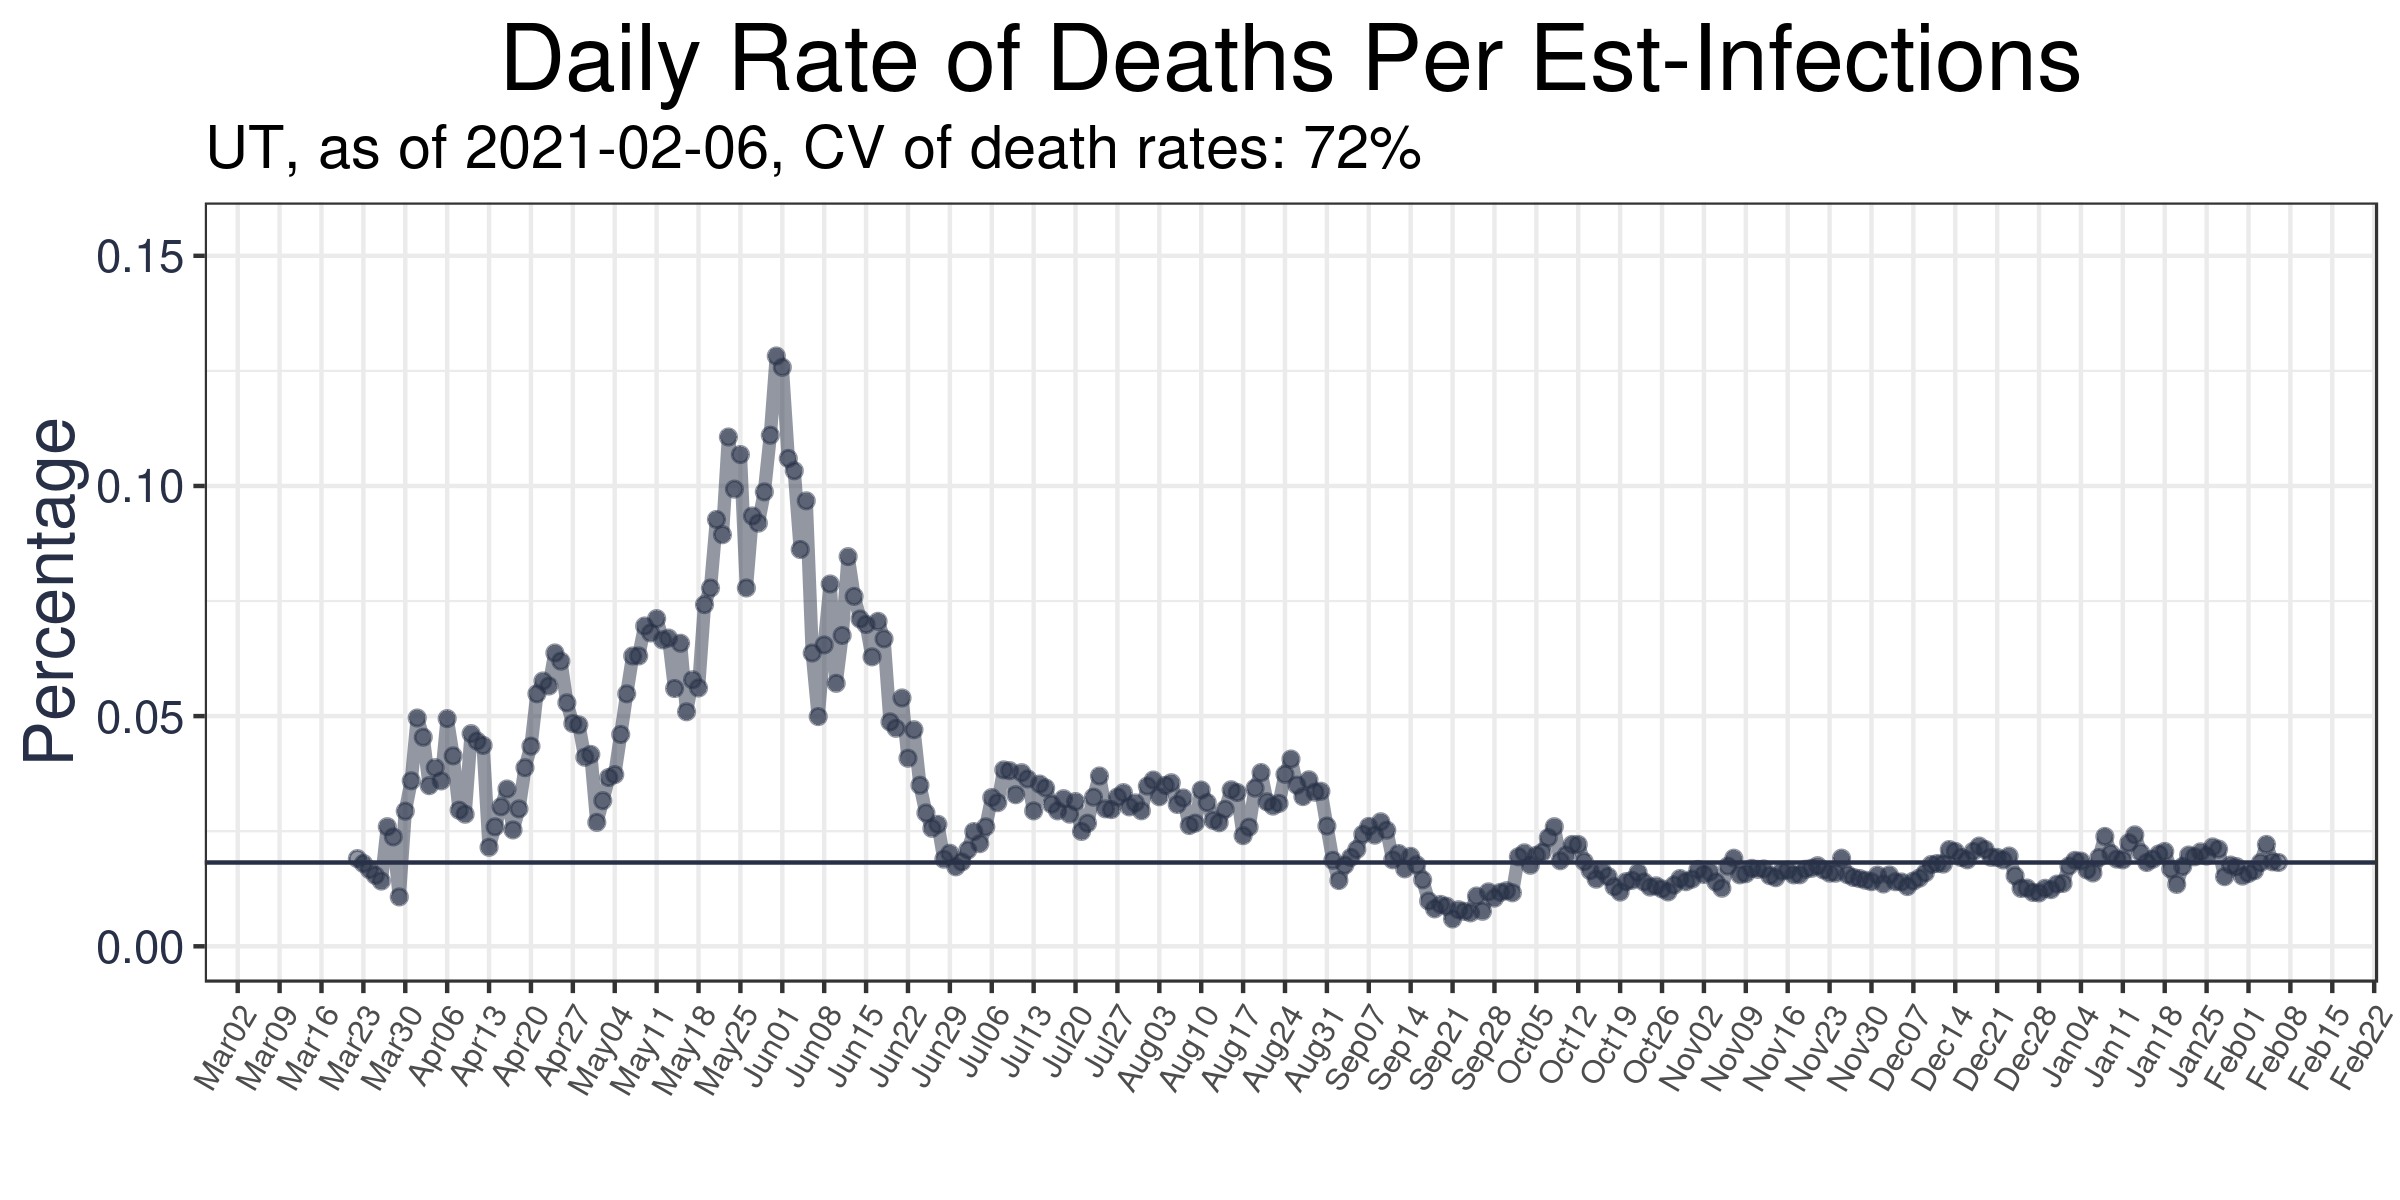 Daily Rate of Deaths Per Est-Infections
UT, as of 2021-02-06, CV of death rates: 72%
Percentage
0.15
0.10
0.05
0.00
Mar02
Mar09
Mar16
Mar23
Mar30
Apr06
Apr13
Apr20
Apr27
May04
May11
May18
May25
Jun01
Jun08
Jun15
Jun22
Jun29
Jul06
Jul13
Jul20
Jul27
Aug03
Aug10
Aug17
Aug24
Aug31
Sep07
Sep14
Sep21
Sep28
Oct05
Oct12
Oct19
Oct26
Nov02
Nov09
Nov16
Nov23
Nov30
Dec07
Dec14
Dec21
Dec28
Jan04
Jan11
Jan18
Jan25
Feb01
Feb08
Feb15
Feb22